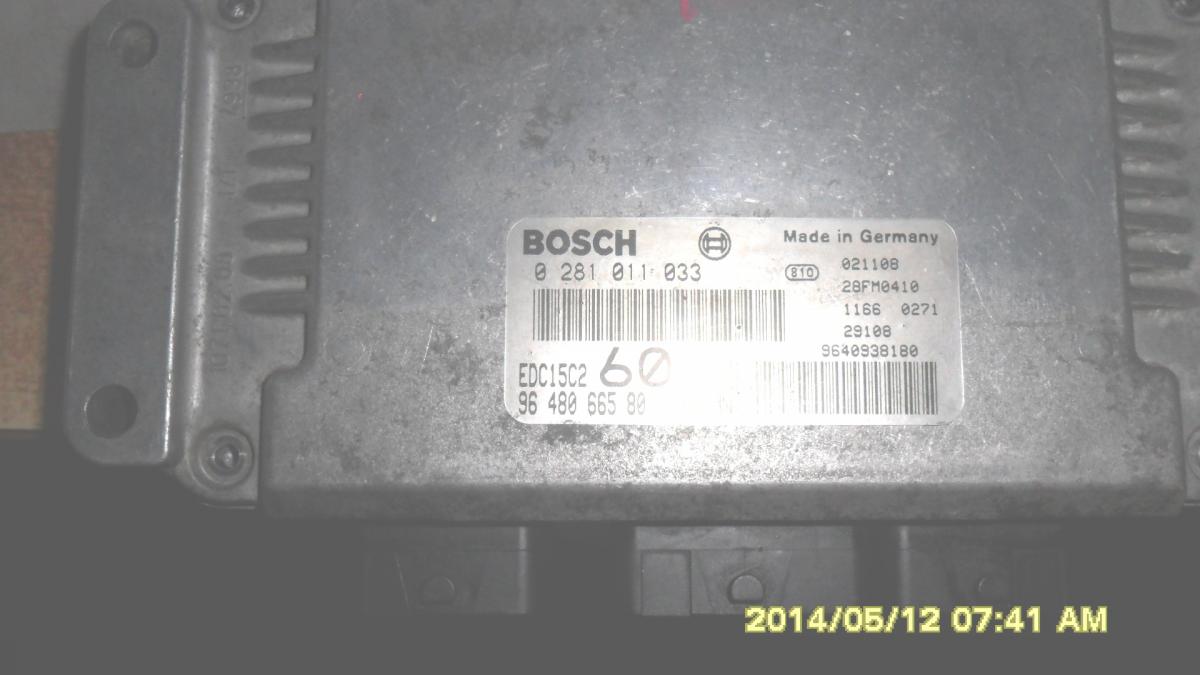 BOSCH
Made in Germany
0 281 011 033
810
021108
28FM0410
1166 0271
29108
9640938180
EDC15C2
60
96 480 665 80
2014/05/12 07:41 AM